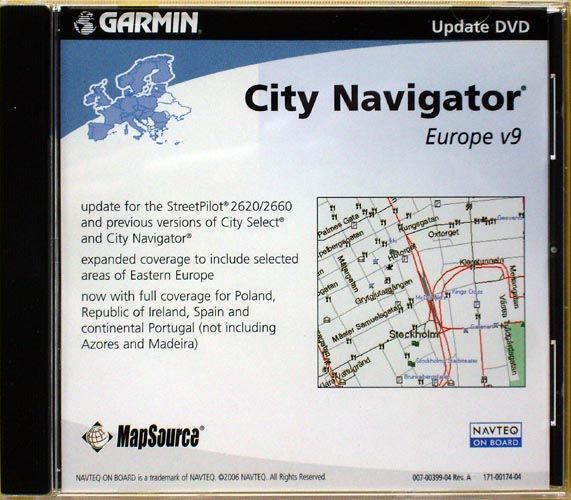 GARMIN
Update DVD
City Navigator®
Europe v9
update for the StreetPilot® 2620/2660
and previous versions of City Select®
and City Navigator®
expanded coverage to include selected
areas of Eastern Europe
now with full coverage for Poland,
Republic of Ireland, Spain and
continental Portugal (not including
Azores and Madeira)
Palmes Gata
Kungsgatan
Oxtorget
Hötorget
Målargatan
Klaratunneln
Mäster Samuelsgatan
Stockholm
MapSource®
NAVTEQ
ON BOARD
NAVTEQ ON BOARD is a trademark of NAVTEQ. ©2006 NAVTEQ. All Rights Reserved.
007-00399-04 Rev. A
171-00174-04